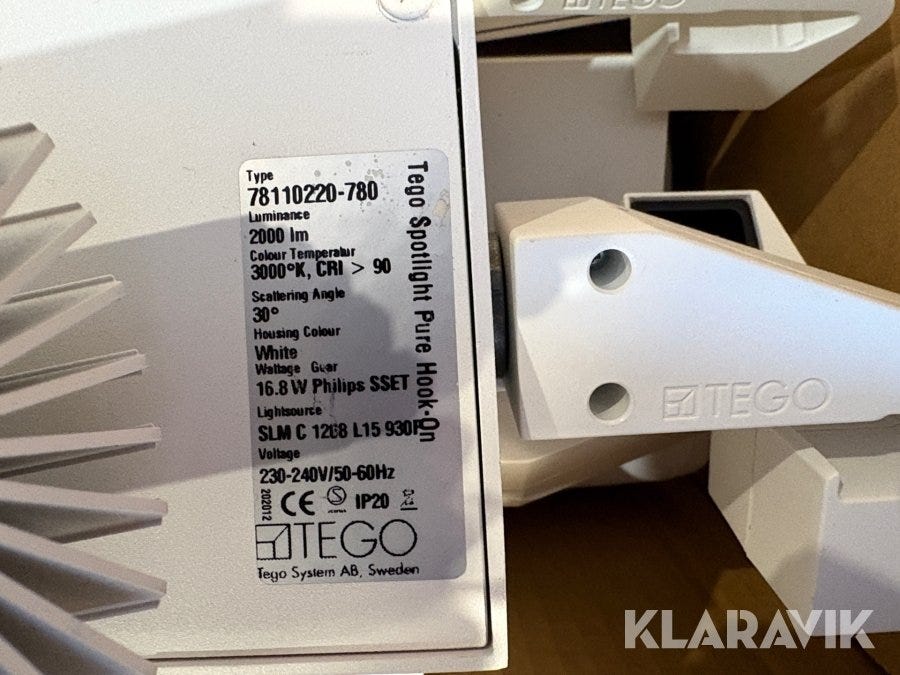 TEGO
Type
78110220-780
Luminance
2000 lm
Colour Temperatur
3000°K, CRI > 90
Scattering Angle
30°
Housing Colour
White
Wattage Gear
16.8 W Philips SSET
Lightsource
SLM C 1208 L15 930
Voltage
230-240V/50-60Hz
202012
CE
IP20
TEGO
Tego System AB, Sweden
Tego Spotlight Pure Hook-On
TEGO
KLARAVIK